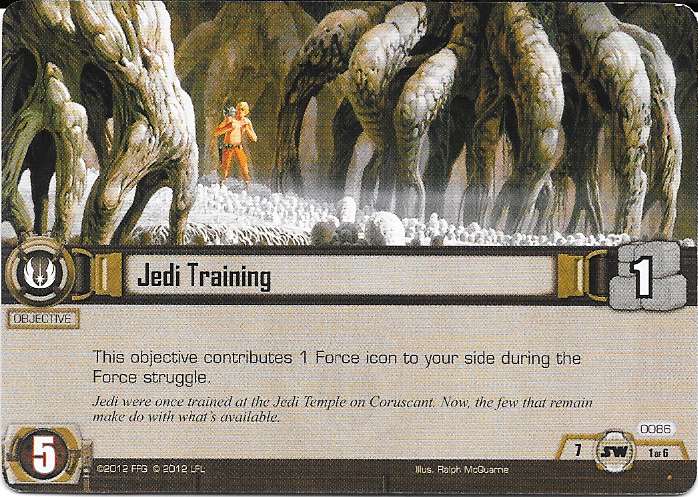 Jedi Training
1
OBJECTIVE
This objective contributes 1 Force icon to your side during the
Force struggle.
Jedi were once trained at the Jedi Temple on Coruscant. Now, the few that remain
make do with what's available.
5
©2012 FFG © 2012 LFL
Illus. Ralph McQuarrie
0086
7
SW
1 of 6